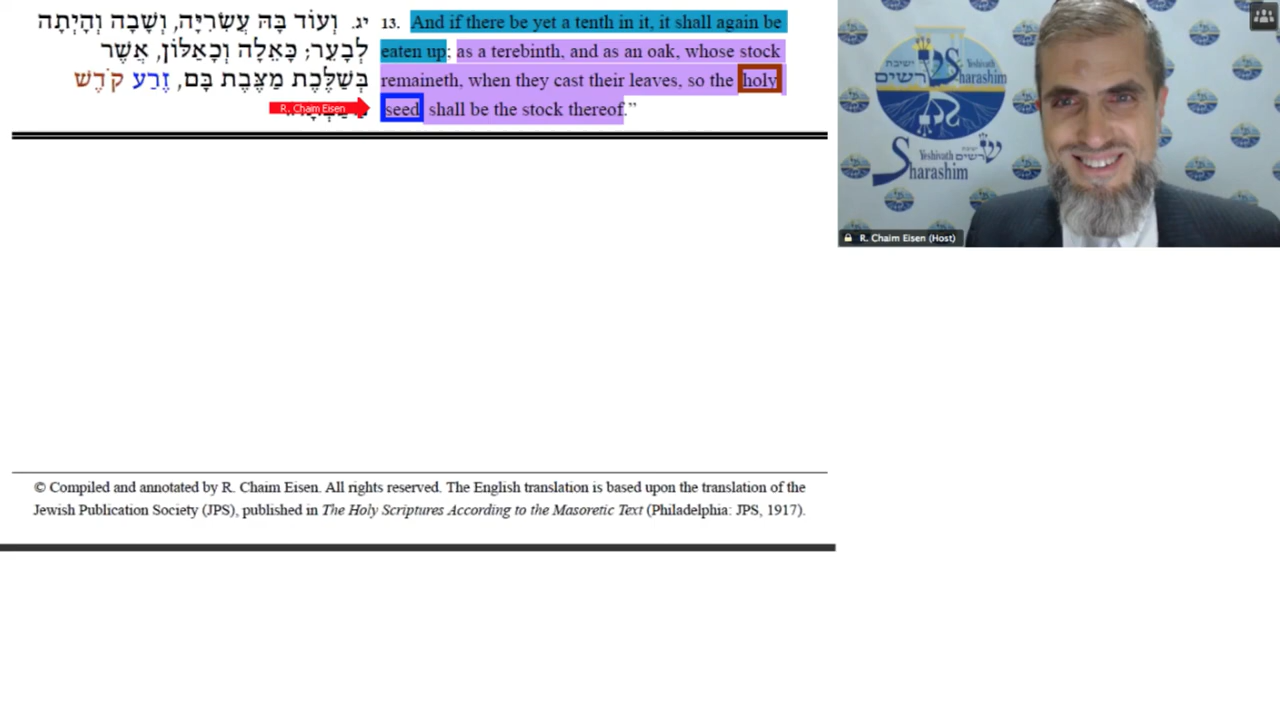 יג. וְעוֹד בָּהּ עֲשִׂרִיָּה, וְשָׁבָה וְהָיְתָה
לְבָעֵר; כָּאֵלָה וְכָאַלּוֹן, אֲשֶׁר
בְּשַׁלֶּכֶת מַצֶּבֶת בָּם, זֶרַע קֹדֶשׁ
R. Chaim Eisen
13. And if there be yet a tenth in it, it shall again be
eaten up; as a terebinth, and as an oak, whose stock
remaineth, when they cast their leaves, so the holy
seed shall be the stock thereof.”
© Compiled and annotated by R. Chaim Eisen. All rights reserved. The English translation is based upon the translation of the
Jewish Publication Society (JPS), published in The Holy Scriptures According to the Masoretic Text (Philadelphia: JPS, 1917).
ישיבת
שרשים
Yeshivath
Sharashim
Yeshivath ישיבת שרשים
Sharashim
R. Chaim Eisen (Host)